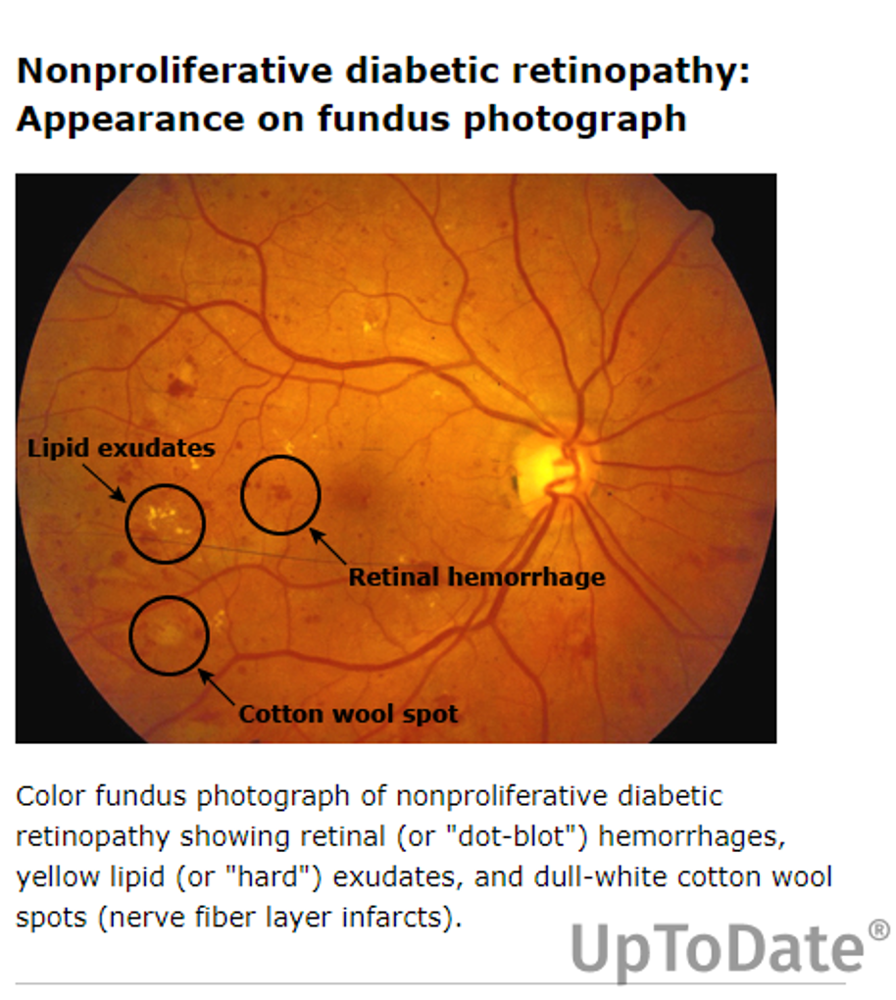 Nonproliferative diabetic retinopathy:
Appearance on fundus photograph
Lipid exudates
Retinal hemorrhage
Cotton wool spot
Color fundus photograph of nonproliferative diabetic
retinopathy showing retinal (or "dot-blot") hemorrhages,
yellow lipid (or "hard") exudates, and dull-white cotton wool
spots (nerve fiber layer infarcts).
UpToDate®